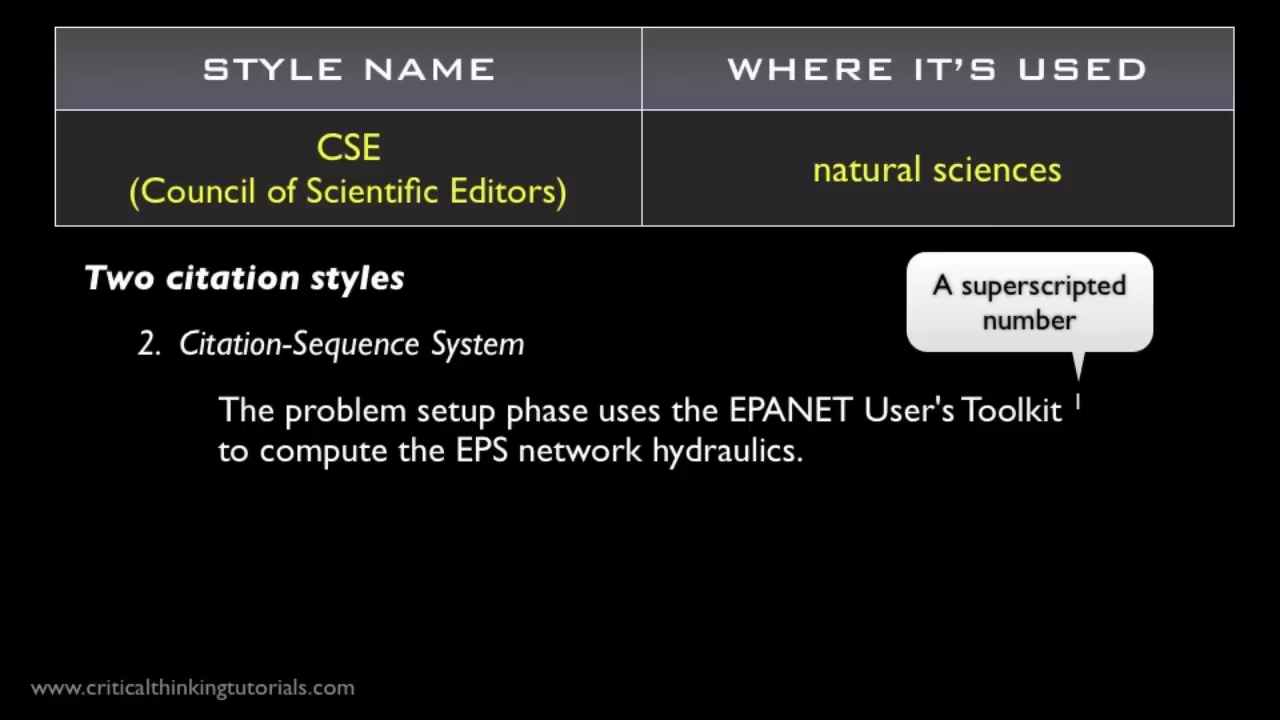 STYLE NAME
WHERE IT'S USED
CSE
(Council of Scientific Editors)
natural sciences
Two citation styles
A superscripted
number
2. Citation-Sequence System
The problem setup phase uses the EPANET User's Toolkit ¹
to compute the EPS network hydraulics.
www.criticalthinkingtutorials.com